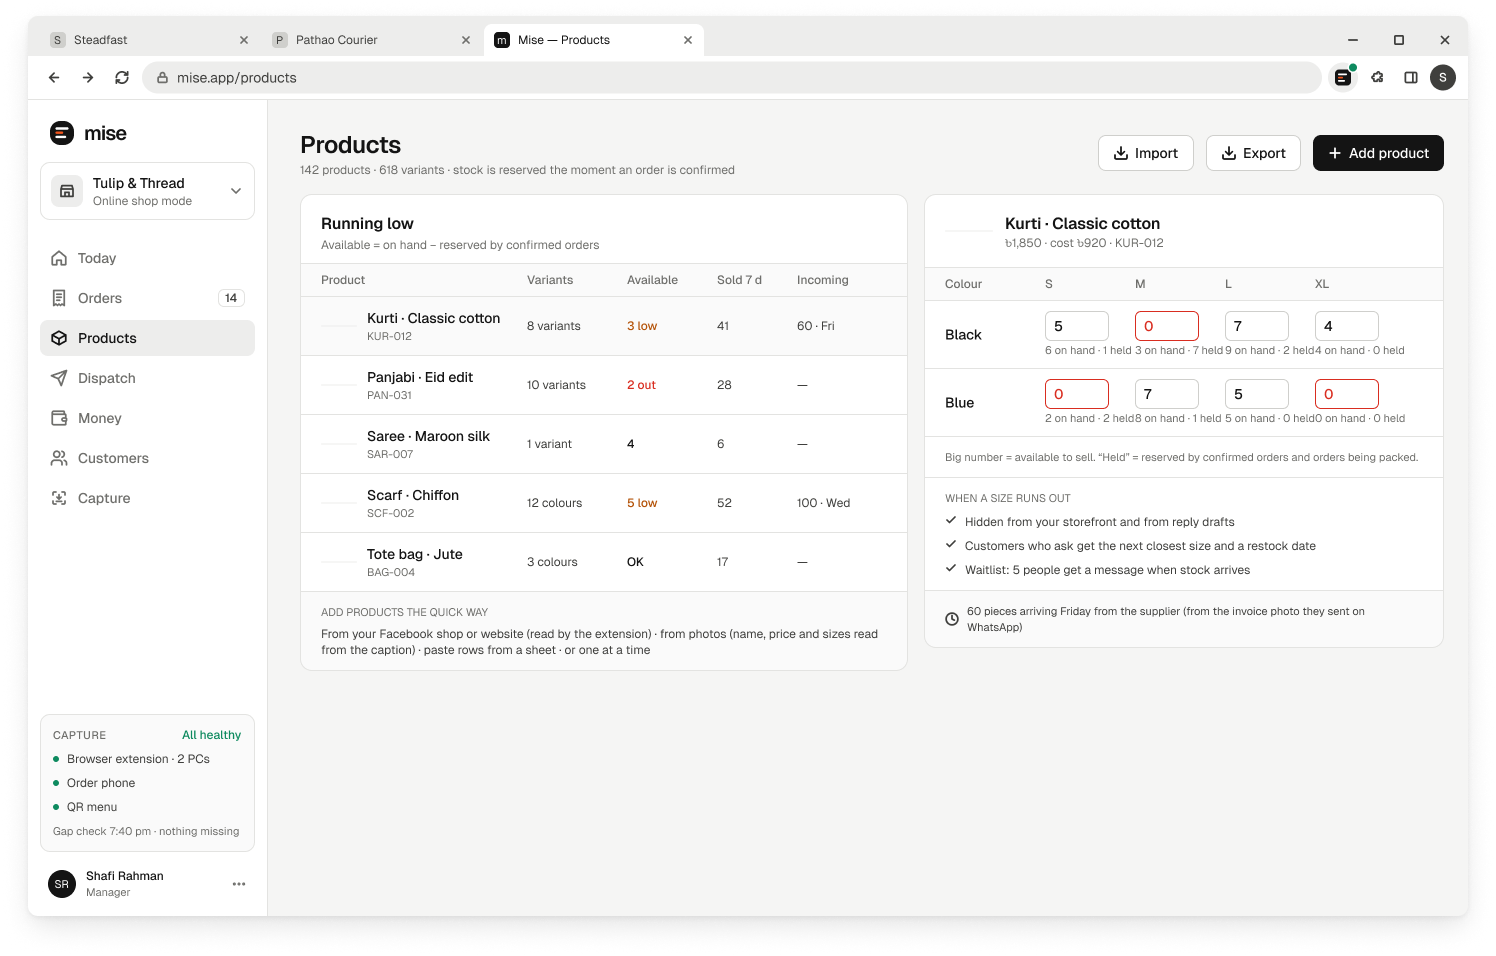 S Steadfast
P Pathao Courier
m Mise — Products
mise.app/products
S
mise
Tulip & Thread
Online shop mode
Today
Orders 14
Products
Dispatch
Money
Customers
Capture
CAPTURE All healthy
Browser extension · 2 PCs
Order phone
QR menu
Gap check 7:40 pm · nothing missing
SR Shafi Rahman
Manager
Products
142 products · 618 variants · stock is reserved the moment an order is confirmed
Import
Export
Add product
Running low
Available = on hand − reserved by confirmed orders
Product Variants Available Sold 7 d Incoming
Kurti · Classic cotton 8 variants 3 low 41 60 · Fri
KUR-012
Panjabi · Eid edit 10 variants 2 out 28 —
PAN-031
Saree · Maroon silk 1 variant 4 6 —
SAR-007
Scarf · Chiffon 12 colours 5 low 52 100 · Wed
SCF-002
Tote bag · Jute 3 colours OK 17 —
BAG-004
ADD PRODUCTS THE QUICK WAY
From your Facebook shop or website (read by the extension) · from photos (name, price and sizes read
from the caption) · paste rows from a sheet · or one at a time
Kurti · Classic cotton
৳1,850 · cost ৳920 · KUR-012
Colour S M L XL
Black 5 0 7 4
6 on hand · 1 held 3 on hand · 7 held 9 on hand · 2 held 4 on hand · 0 held
Blue 0 7 5 0
2 on hand · 2 held 8 on hand · 1 held 5 on hand · 0 held 0 on hand · 0 held
Big number = available to sell. “Held” = reserved by confirmed orders and orders being packed.
WHEN A SIZE RUNS OUT
Hidden from your storefront and from reply drafts
Customers who ask get the next closest size and a restock date
Waitlist: 5 people get a message when stock arrives
60 pieces arriving Friday from the supplier (from the invoice photo they sent on
WhatsApp)